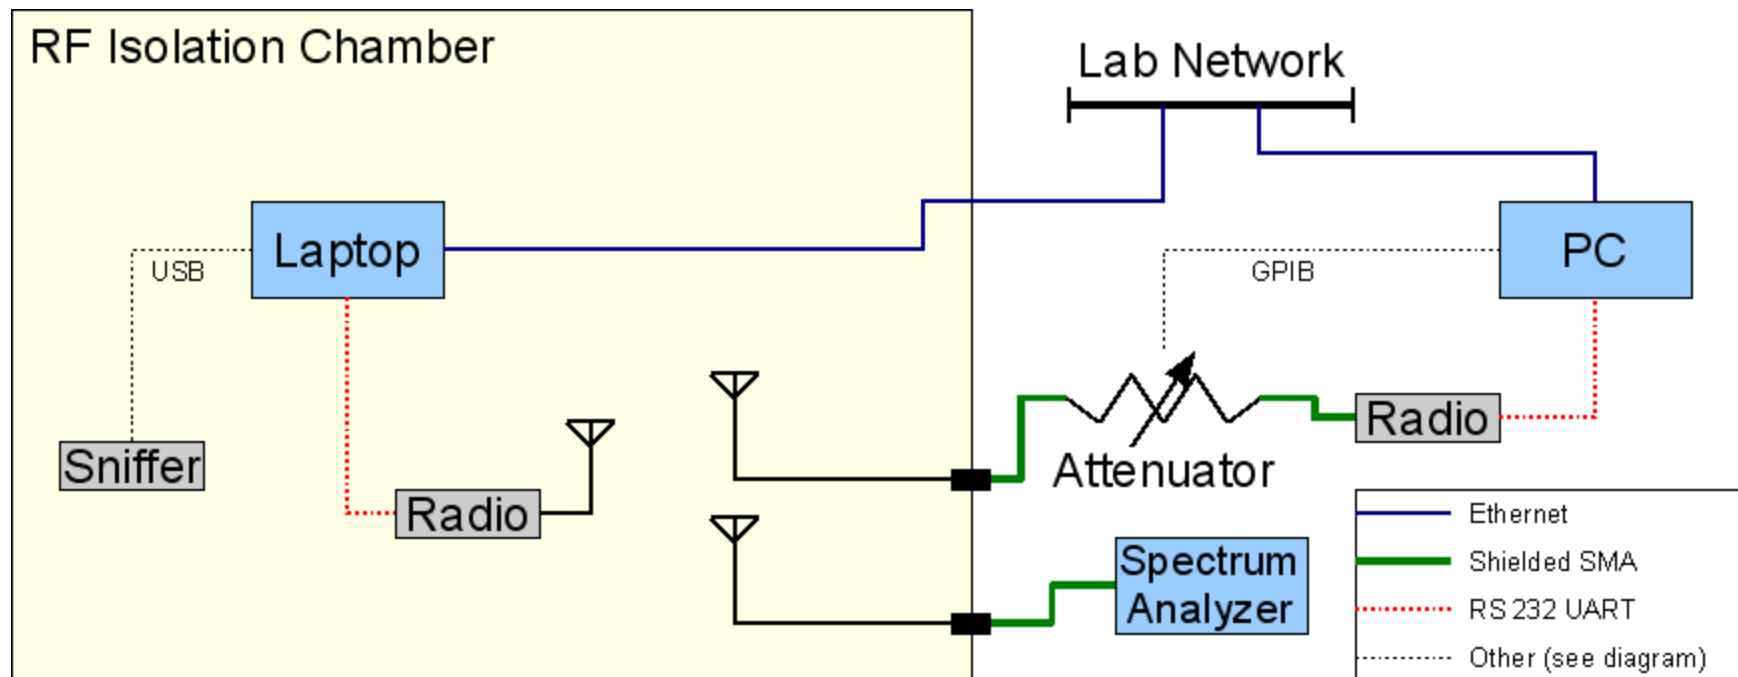 RF Isolation Chamber
Lab Network
Laptop
PC
USB
GPIB
Sniffer
Radio
Attenuator
Radio
Spectrum
Analyzer
Ethernet
Shielded SMA
RS 232 UART
Other (see diagram)